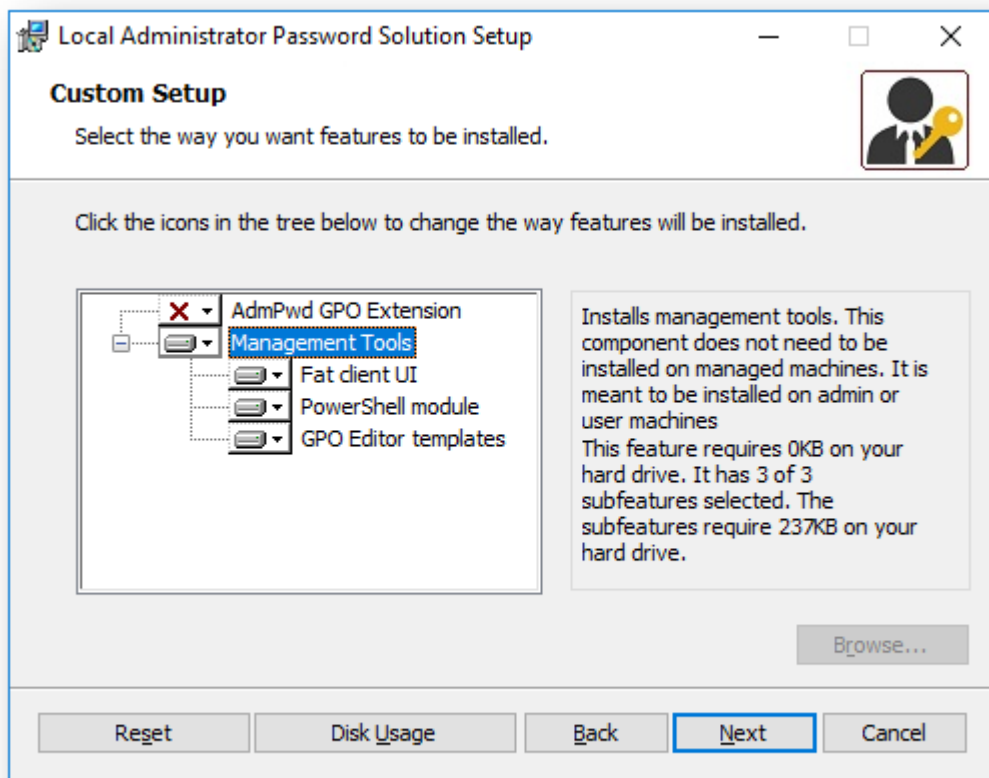 Local Administrator Password Solution Setup
Custom Setup
Select the way you want features to be installed.
Click the icons in the tree below to change the way features will be installed.
AdmPwd GPO Extension
Management Tools
Fat client UI
PowerShell module
GPO Editor templates
Installs management tools. This
component does not need to be
installed on managed machines. It is
meant to be installed on admin or
user machines
This feature requires 0KB on your
hard drive. It has 3 of 3
subfeatures selected. The
subfeatures require 237KB on your
hard drive.
Browse...
Reset Disk Usage Back Next Cancel